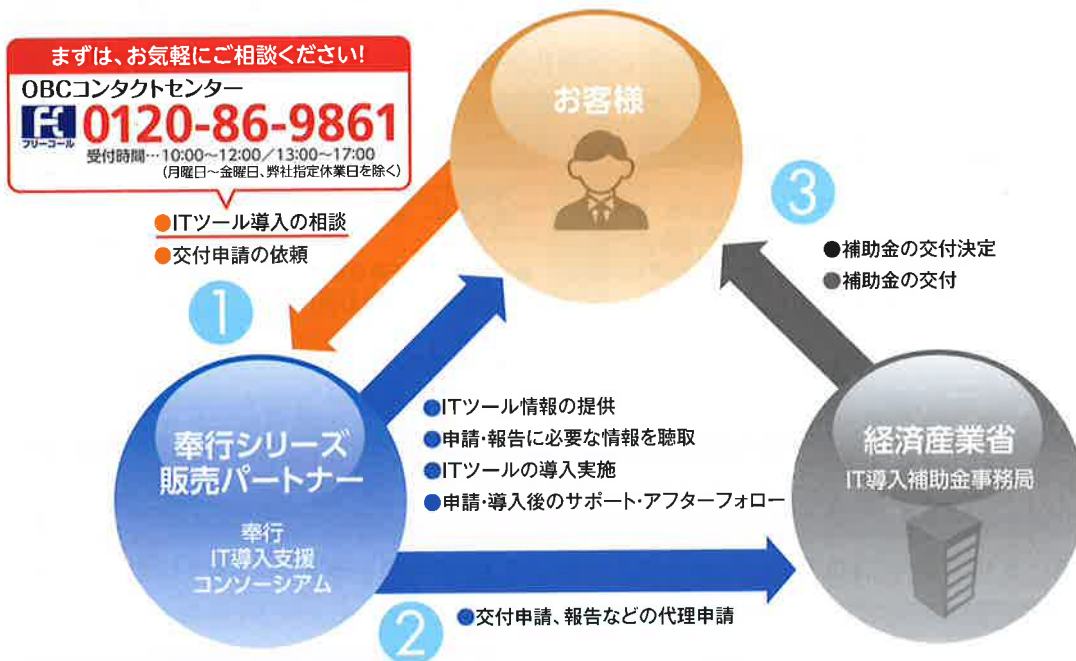 まずは、お気軽にご相談ください!
OBCコンタクトセンター
フリーコール
0120-86-9861
受付時間…10:00〜12:00/13:00〜17:00
(月曜日〜金曜日、弊社指定休業日を除く)
お客様
●ITツール導入の相談
●交付申請の依頼
1
3
●補助金の交付決定
●補助金の交付
奉行シリーズ
販売パートナー
奉行
IT導入支援
コンソーシアム
●ITツール情報の提供
●申請・報告に必要な情報を聴取
●ITツールの導入実施
●申請・導入後のサポート・アフターフォロー
経済産業省
IT導入補助金事務局
2
●交付申請、報告などの代理申請